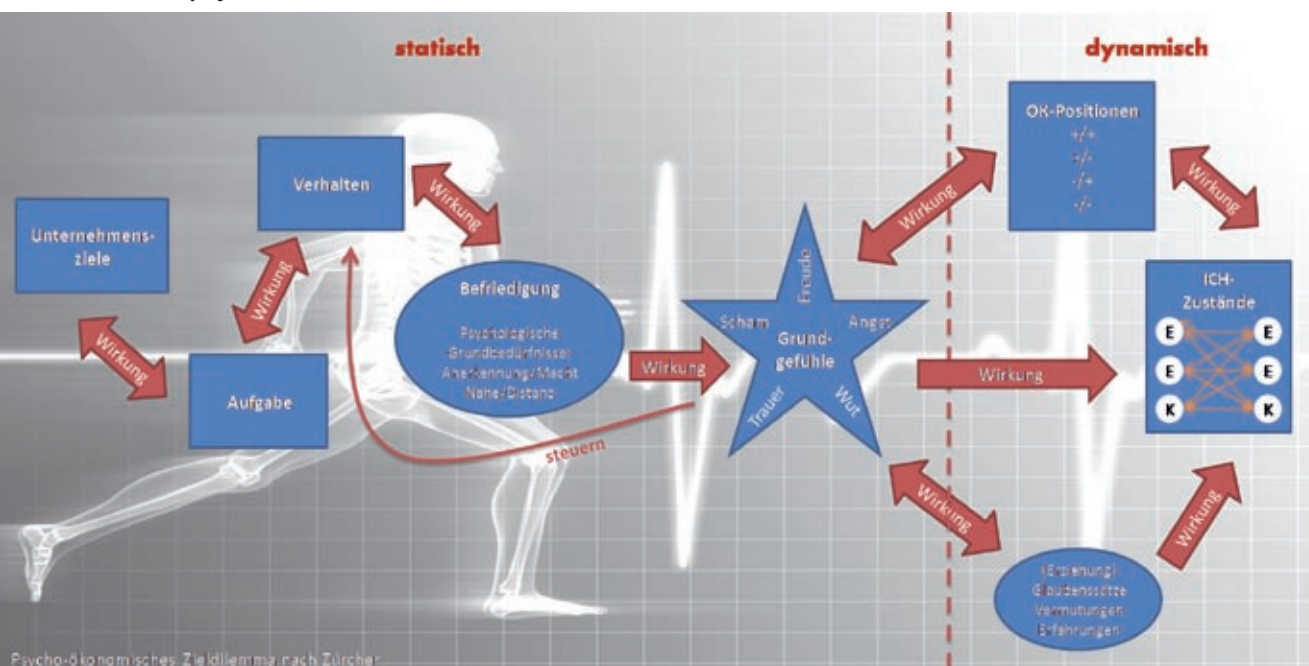 statisch
dynamisch
OK-Positionen
+/+
+/-
-/+
-/-
Verhalten
Wirkung
Wirkung
Wirkung
Unternehmens-
ziele
Wirkung
Wirkung
Aufgabe
Befriedigung
Psychologische
Grundbedürfnisse:
Anerkennung/Macht
Nähe/Distanz
Wirkung
steuern
Freude
Scham
Angst
Grund-
gefühle
Trauer
Wut
Wirkung
ICH-
Zustände
E E
E E
K K
Wirkung
Wirkung
(Erziehung)
Glaubenssätze
Vermutungen
Erfahrungen
Psycho-ökonomisches Zieldilemma nach Zürcher